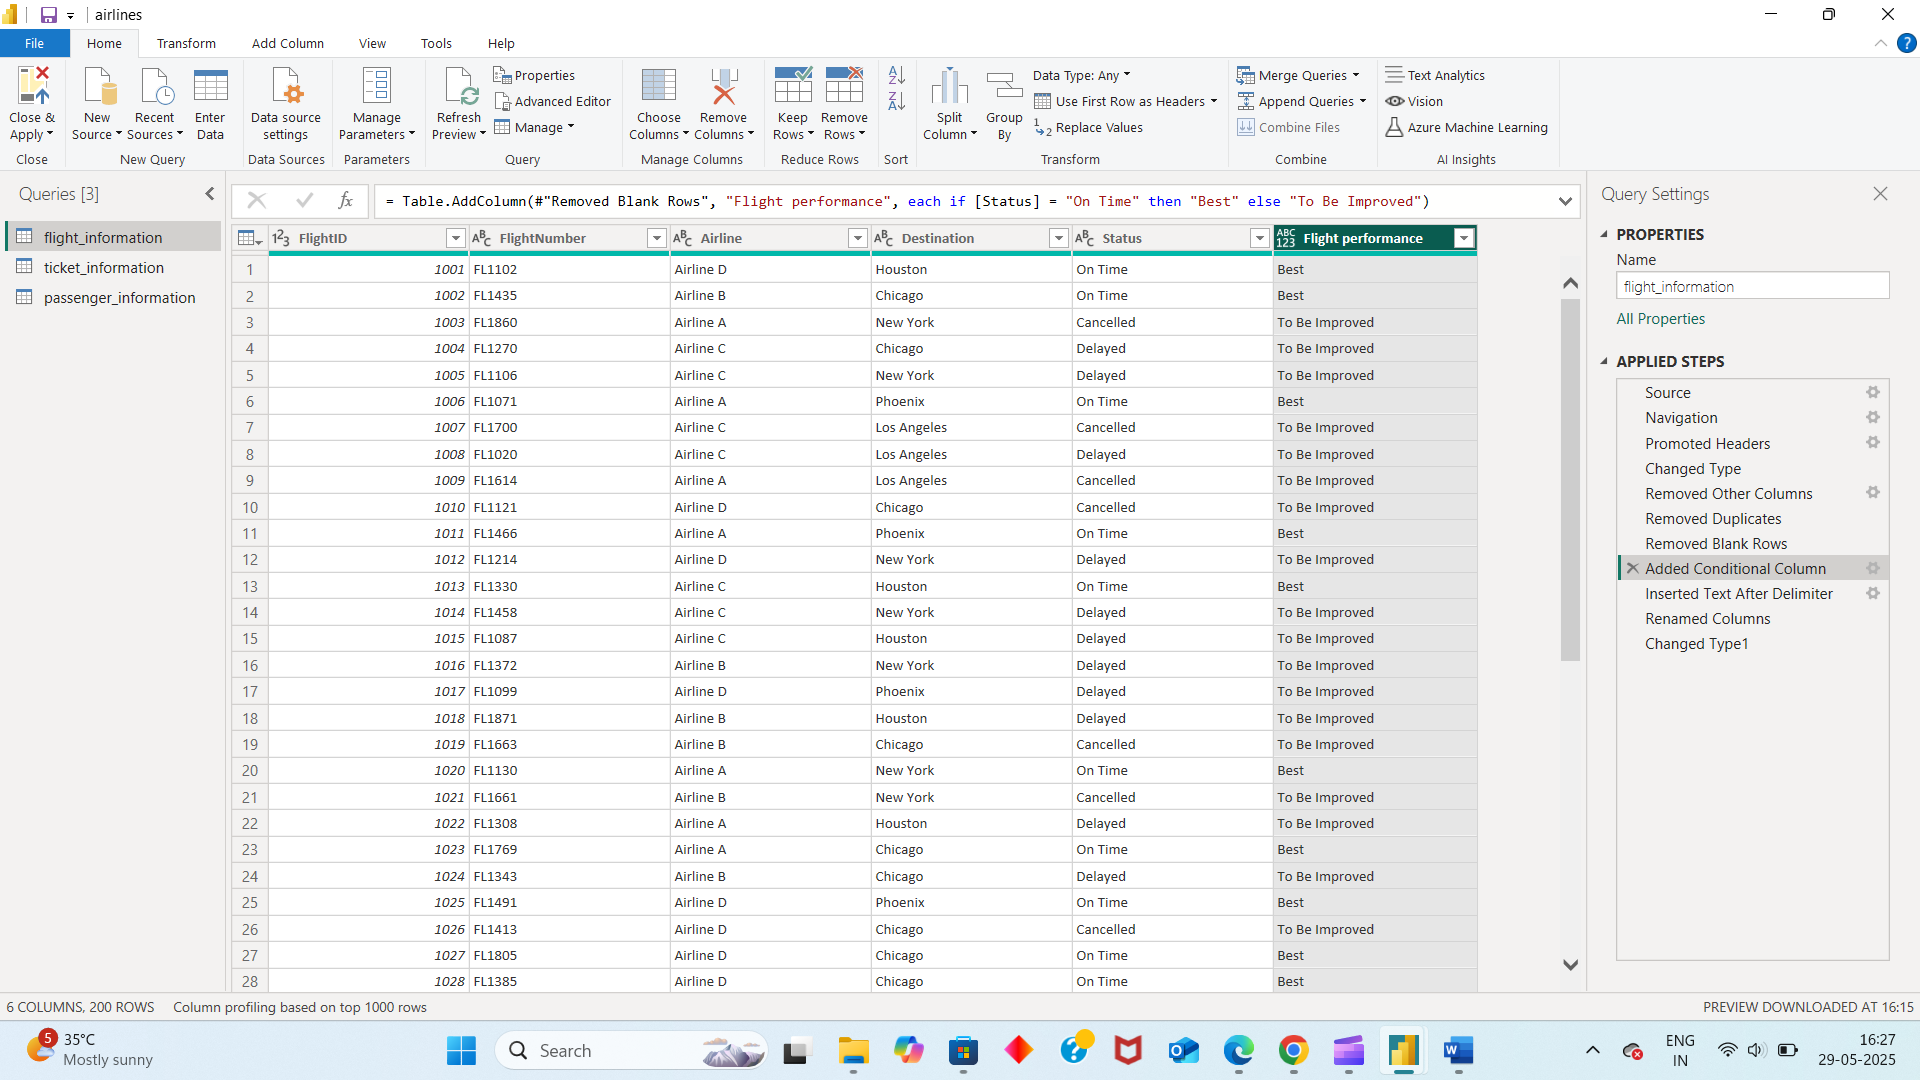 airlines
File Home Transform Add Column View Tools Help
Close & Apply
New Source
Recent Sources
Enter Data
Data source settings
Manage Parameters
Refresh Preview
Properties
Advanced Editor
Manage
Choose Columns
Remove Columns
Keep Rows
Remove Rows
Split Column
Group By
Data Type: Any
Use First Row as Headers
Replace Values
Merge Queries
Append Queries
Combine Files
Text Analytics
Vision
Azure Machine Learning
Close New Query Data Sources Parameters Query Manage Columns Reduce Rows Sort Transform Combine AI Insights
Queries [3]
flight_information
ticket_information
passenger_information
fx
= Table.AddColumn(#"Removed Blank Rows", "Flight performance", each if [Status] = "On Time" then "Best" else "To Be Improved")
FlightID FlightNumber Airline Destination Status Flight performance
1 1001 FL1102 Airline D Houston On Time Best
2 1002 FL1435 Airline B Chicago On Time Best
3 1003 FL1860 Airline A New York Cancelled To Be Improved
4 1004 FL1270 Airline C Chicago Delayed To Be Improved
5 1005 FL1106 Airline C New York Delayed To Be Improved
6 1006 FL1071 Airline A Phoenix On Time Best
7 1007 FL1700 Airline C Los Angeles Cancelled To Be Improved
8 1008 FL1020 Airline C Los Angeles Delayed To Be Improved
9 1009 FL1614 Airline A Los Angeles Cancelled To Be Improved
10 1010 FL1121 Airline D Chicago Cancelled To Be Improved
11 1011 FL1466 Airline A Phoenix On Time Best
12 1012 FL1214 Airline D New York Delayed To Be Improved
13 1013 FL1330 Airline C Houston On Time Best
14 1014 FL1458 Airline C New York Delayed To Be Improved
15 1015 FL1087 Airline C Houston Delayed To Be Improved
16 1016 FL1372 Airline B New York Delayed To Be Improved
17 1017 FL1099 Airline D Phoenix Delayed To Be Improved
18 1018 FL1871 Airline B Houston Delayed To Be Improved
19 1019 FL1663 Airline B Chicago Cancelled To Be Improved
20 1020 FL1130 Airline A New York On Time Best
21 1021 FL1661 Airline B New York Cancelled To Be Improved
22 1022 FL1308 Airline A Houston Delayed To Be Improved
23 1023 FL1769 Airline A Chicago On Time Best
24 1024 FL1343 Airline B Chicago Delayed To Be Improved
25 1025 FL1491 Airline D Phoenix On Time Best
26 1026 FL1413 Airline D Chicago Cancelled To Be Improved
27 1027 FL1805 Airline D Chicago On Time Best
28 1028 FL1385 Airline D Chicago On Time Best
Query Settings
PROPERTIES
Name
flight_information
All Properties
APPLIED STEPS
Source
Navigation
Promoted Headers
Changed Type
Removed Other Columns
Removed Duplicates
Removed Blank Rows
Added Conditional Column
Inserted Text After Delimiter
Renamed Columns
Changed Type1
6 COLUMNS, 200 ROWS Column profiling based on top 1000 rows PREVIEW DOWNLOADED AT 16:15
5
35°C
Mostly sunny
Search
ENG
IN
16:27
29-05-2025